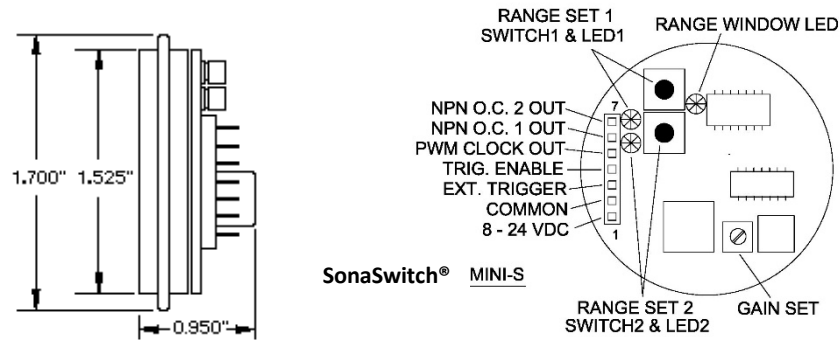 1.700"
1.525"
0.950"
RANGE SET 1
SWITCH1 & LED1
RANGE WINDOW LED
7
NPN O.C. 2 OUT
NPN O.C. 1 OUT
PWM CLOCK OUT
TRIG. ENABLE
EXT. TRIGGER
COMMON
8 - 24 VDC
1
SonaSwitch® MINI-S
RANGE SET 2
SWITCH2 & LED2
GAIN SET